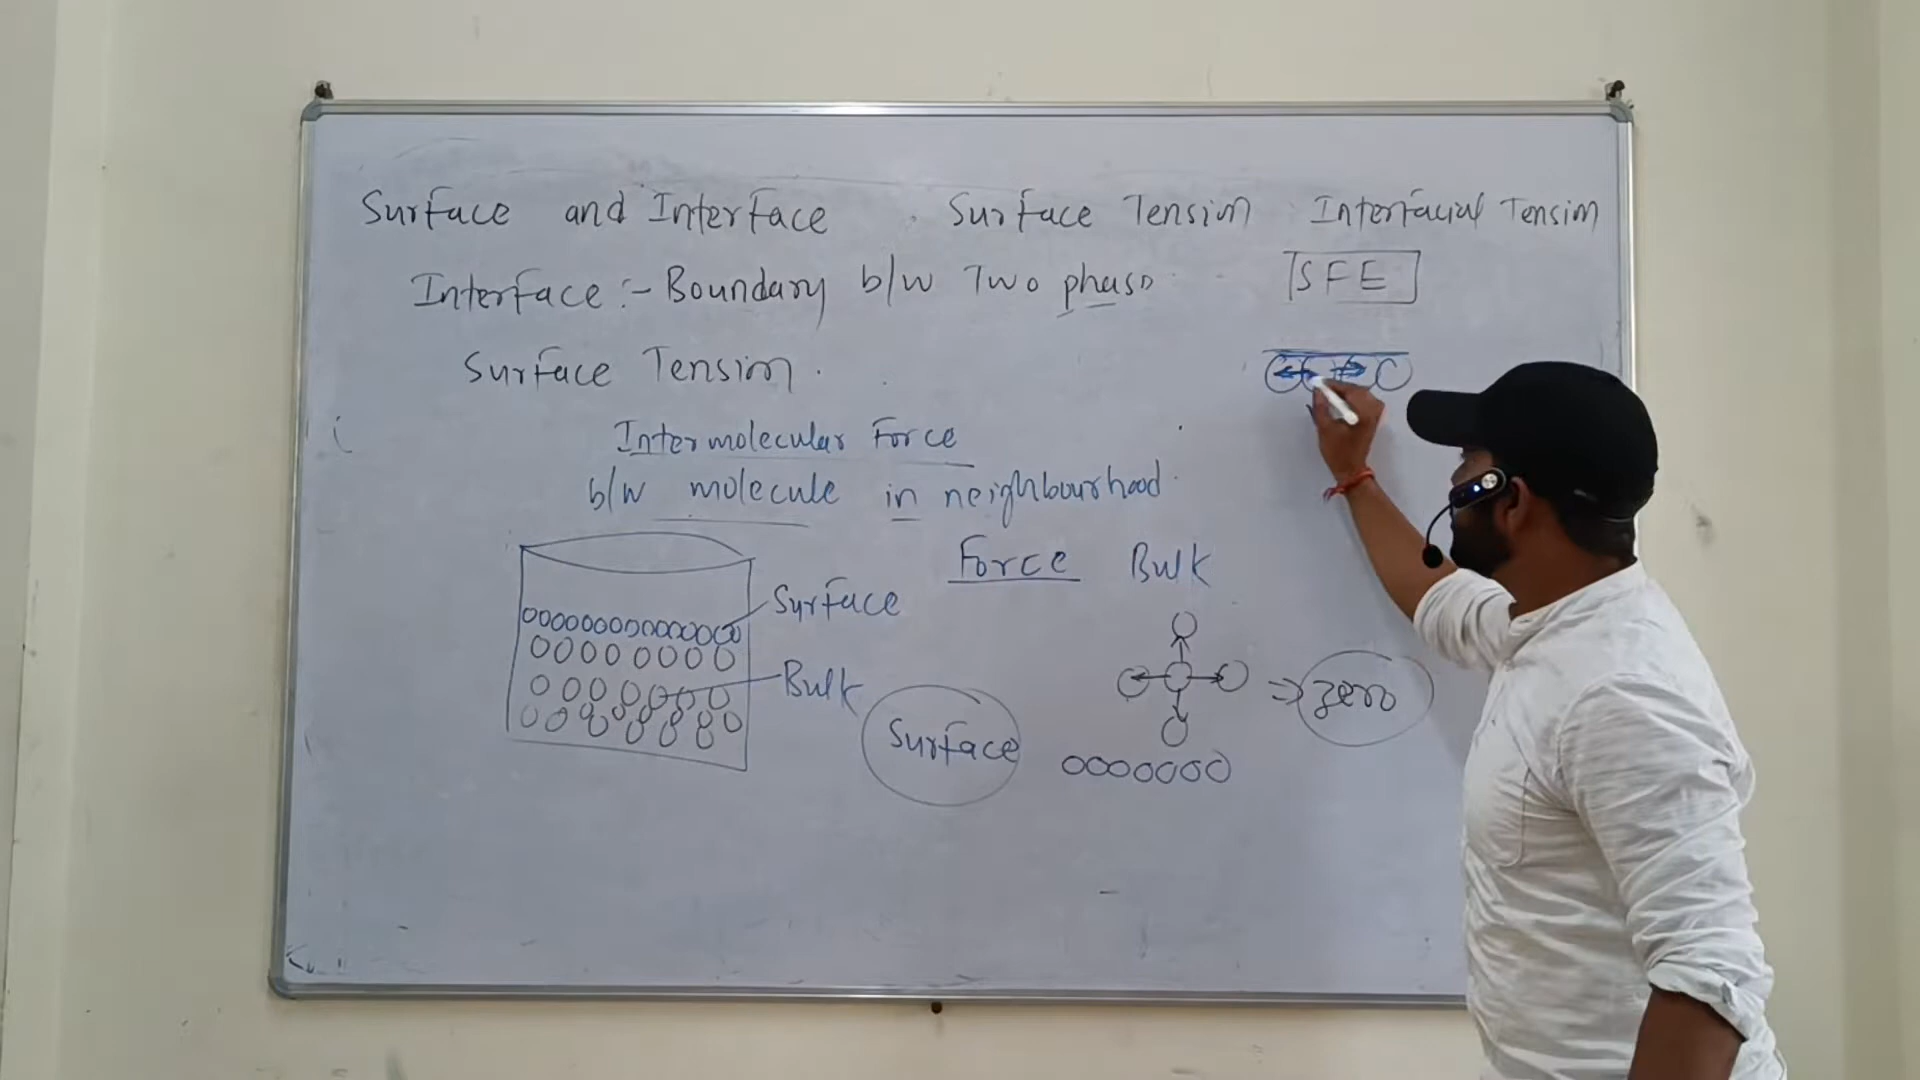 Surface and Interface . Surface Tension Interfacial Tension
Interface :- Boundary b/w Two phase
SFE
Surface Tension .
Intermolecular Force
b/w molecule in neighbourhood .
Force Bulk
Surface
Bulk
Surface
⇒ zero